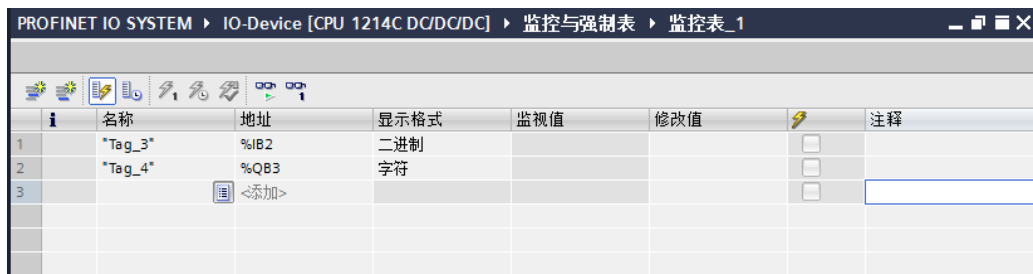 PROFINET IO SYSTEM ▸ IO-Device [CPU 1214C DC/DC/DC] ▸ 监控与强制表 ▸ 监控表_1
i 名称 地址 显示格式 监视值 修改值 注释
1 "Tag_3" %IB2 二进制
2 "Tag_4" %QB3 字符
3 <添加>